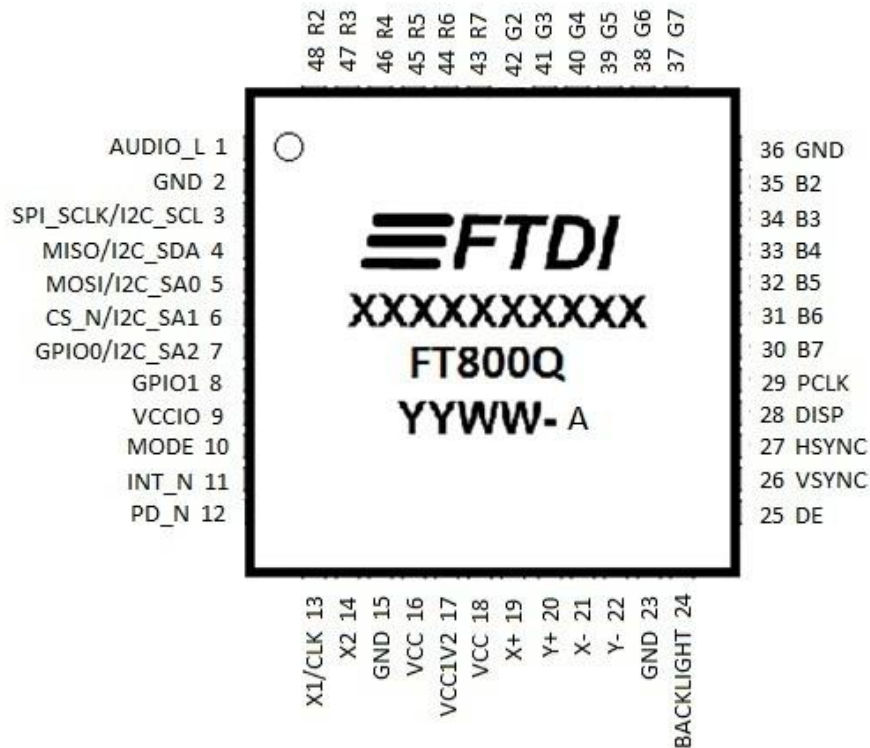 48 R2
47 R3
46 R4
45 R5
44 R6
43 R7
42 G2
41 G3
40 G4
39 G5
38 G6
37 G7
AUDIO_L 1
GND 2
SPI_SCLK/I2C_SCL 3
MISO/I2C_SDA 4
MOSI/I2C_SA0 5
CS_N/I2C_SA1 6
GPIO0/I2C_SA2 7
GPIO1 8
VCCIO 9
MODE 10
INT_N 11
PD_N 12
FTDI
XXXXXXXXXX
FT800Q
YYWW- A
36 GND
35 B2
34 B3
33 B4
32 B5
31 B6
30 B7
29 PCLK
28 DISP
27 HSYNC
26 VSYNC
25 DE
X1/CLK 13
X2 14
GND 15
VCC 16
VCC1V2 17
VCC 18
X+ 19
Y+ 20
X- 21
Y- 22
GND 23
BACKLIGHT 24